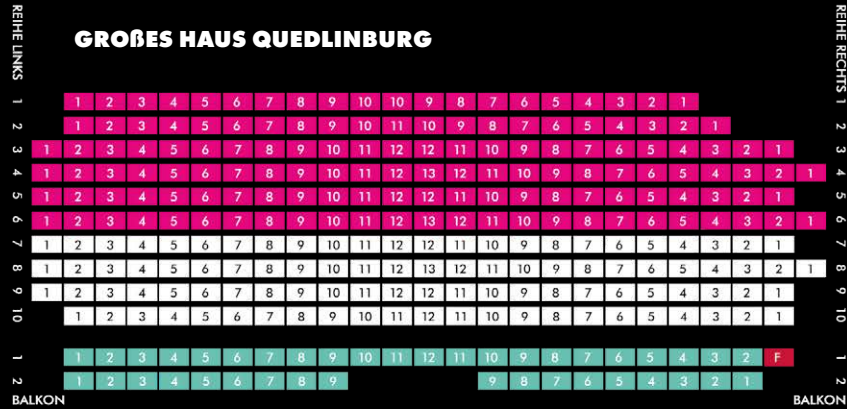 REIHE LINKS
REIHE RECHTS
GROẞES HAUS QUEDLINBURG
1 1 2 3 4 5 6 7 8 9 10 10 9 8 7 6 5 4 3 2 1 1
2 1 2 3 4 5 6 7 8 9 10 11 10 9 8 7 6 5 4 3 2 1 2
3 1 2 3 4 5 6 7 8 9 10 11 12 12 11 10 9 8 7 6 5 4 3 2 1 3
4 1 2 3 4 5 6 7 8 9 10 11 12 13 12 11 10 9 8 7 6 5 4 3 2 1 4
5 1 2 3 4 5 6 7 8 9 10 11 12 12 11 10 9 8 7 6 5 4 3 2 1 5
6 1 2 3 4 5 6 7 8 9 10 11 12 13 12 11 10 9 8 7 6 5 4 3 2 1 6
7 1 2 3 4 5 6 7 8 9 10 11 12 12 11 10 9 8 7 6 5 4 3 2 1 7
8 1 2 3 4 5 6 7 8 9 10 11 12 13 12 11 10 9 8 7 6 5 4 3 2 1 8
9 1 2 3 4 5 6 7 8 9 10 11 12 12 11 10 9 8 7 6 5 4 3 2 1 9
10 1 2 3 4 5 6 7 8 9 10 11 12 11 10 9 8 7 6 5 4 3 2 1 10
1 1 2 3 4 5 6 7 8 9 10 11 12 11 10 9 8 7 6 5 4 3 2 F 1
2 1 2 3 4 5 6 7 8 9 9 8 7 6 5 4 3 2 1 2
BALKON BALKON